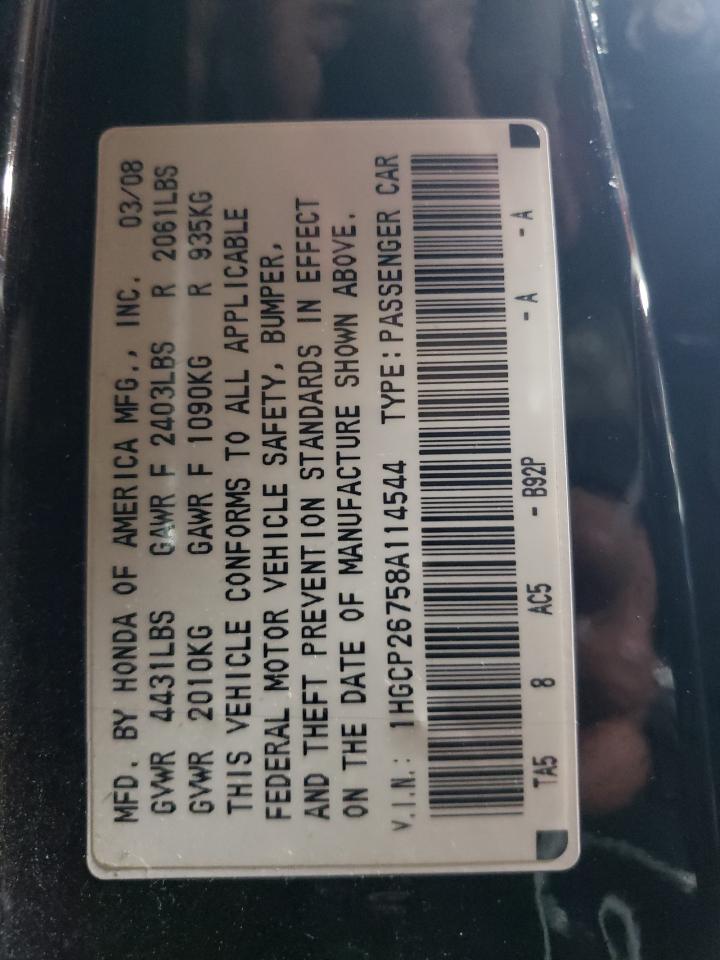 MFD. BY HONDA OF AMERICA MFG., INC. 03/08
GVWR 4431LBS GAWR F 2403LBS R 2061LBS
GVWR 2010KG GAWR F 1090KG R 935KG
THIS VEHICLE CONFORMS TO ALL APPLICABLE
FEDERAL MOTOR VEHICLE SAFETY, BUMPER,
AND THEFT PREVENTION STANDARDS IN EFFECT
ON THE DATE OF MANUFACTURE SHOWN ABOVE.
V.I.N.: 1HGCP26758A114544 TYPE: PASSENGER CAR
TA5 8 AC5 - B92P - A - A